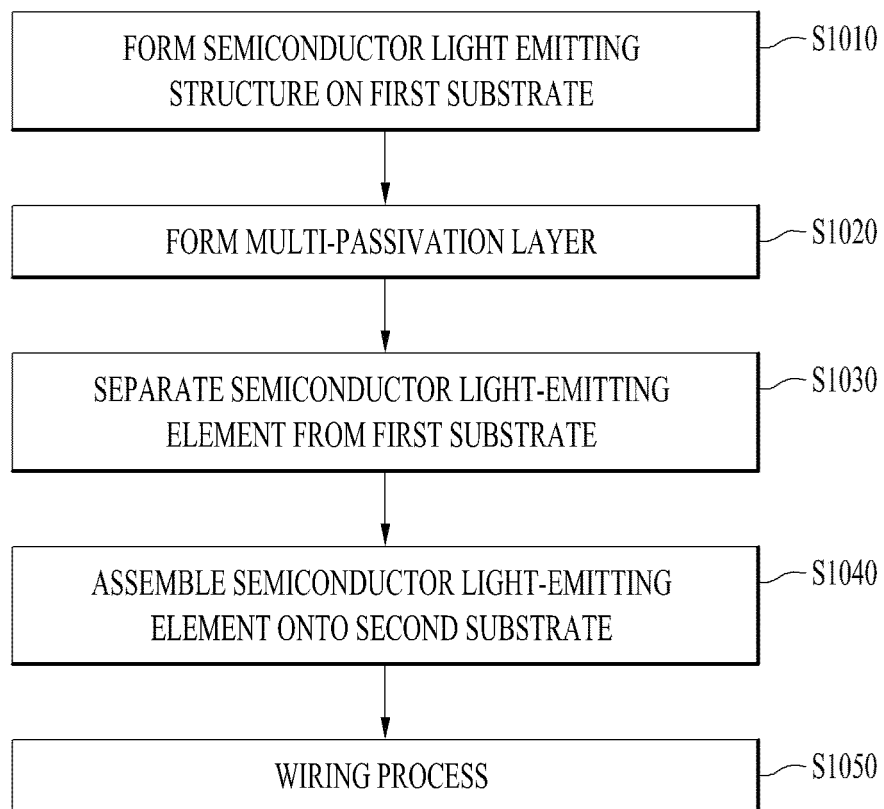 FORM SEMICONDUCTOR LIGHT EMITTING
STRUCTURE ON FIRST SUBSTRATE
S1010
FORM MULTI-PASSIVATION LAYER
S1020
SEPARATE SEMICONDUCTOR LIGHT-EMITTING
ELEMENT FROM FIRST SUBSTRATE
S1030
ASSEMBLE SEMICONDUCTOR LIGHT-EMITTING
ELEMENT ONTO SECOND SUBSTRATE
S1040
WIRING PROCESS
S1050